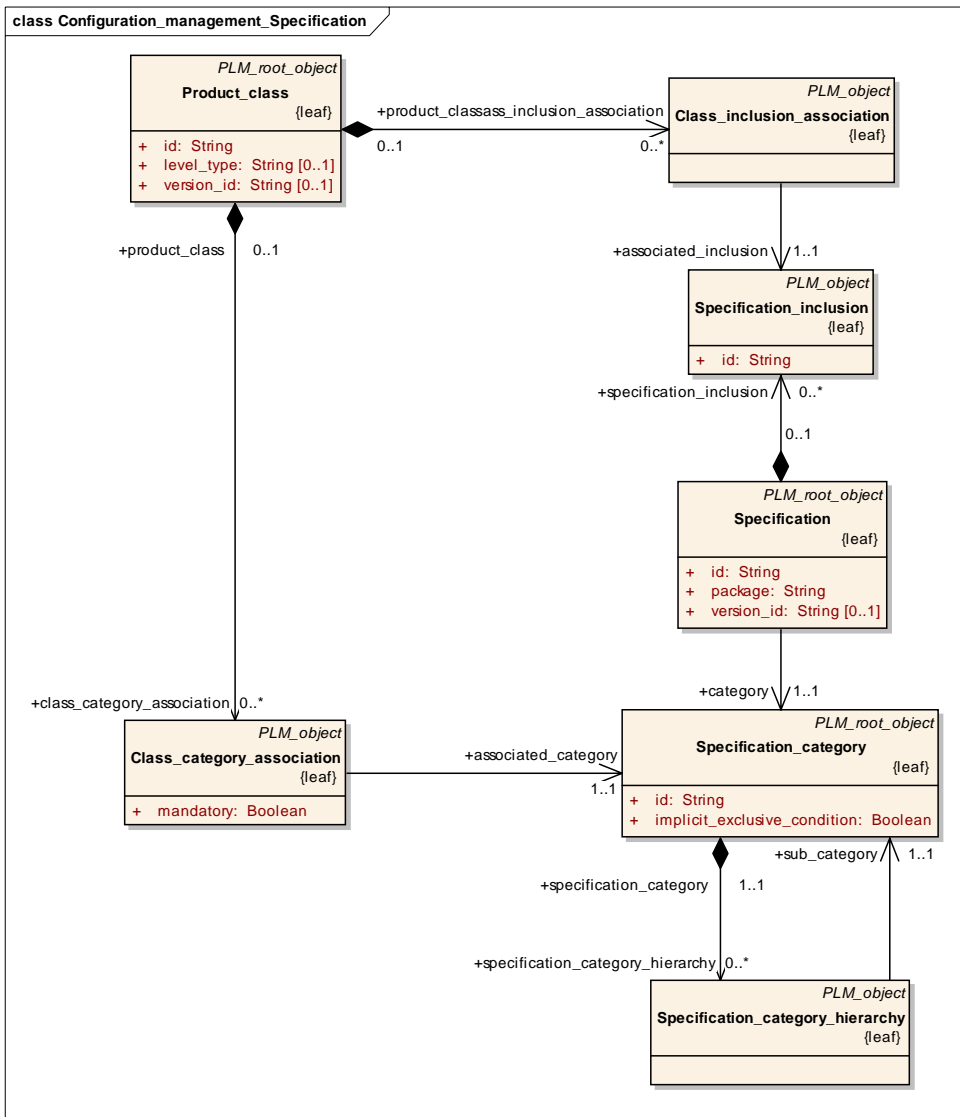 class Configuration_management_Specification
PLM_root_object
Product_class
{leaf}
+ id: String
+ level_type: String [0..1]
+ version_id: String [0..1]
+product_classass_inclusion_association
0..1
0..*
PLM_object
Class_inclusion_association
{leaf}
+product_class
0..1
+associated_inclusion
1..1
PLM_object
Specification_inclusion
{leaf}
+ id: String
+specification_inclusion
0..*
0..1
PLM_root_object
Specification
{leaf}
+ id: String
+ package: String
+ version_id: String [0..1]
+category
1..1
+class_category_association
0..*
PLM_object
Class_category_association
{leaf}
+ mandatory: Boolean
+associated_category
1..1
PLM_root_object
Specification_category
{leaf}
+ id: String
+ implicit_exclusive_condition: Boolean
+sub_category
1..1
+specification_category
1..1
+specification_category_hierarchy
0..*
PLM_object
Specification_category_hierarchy
{leaf}